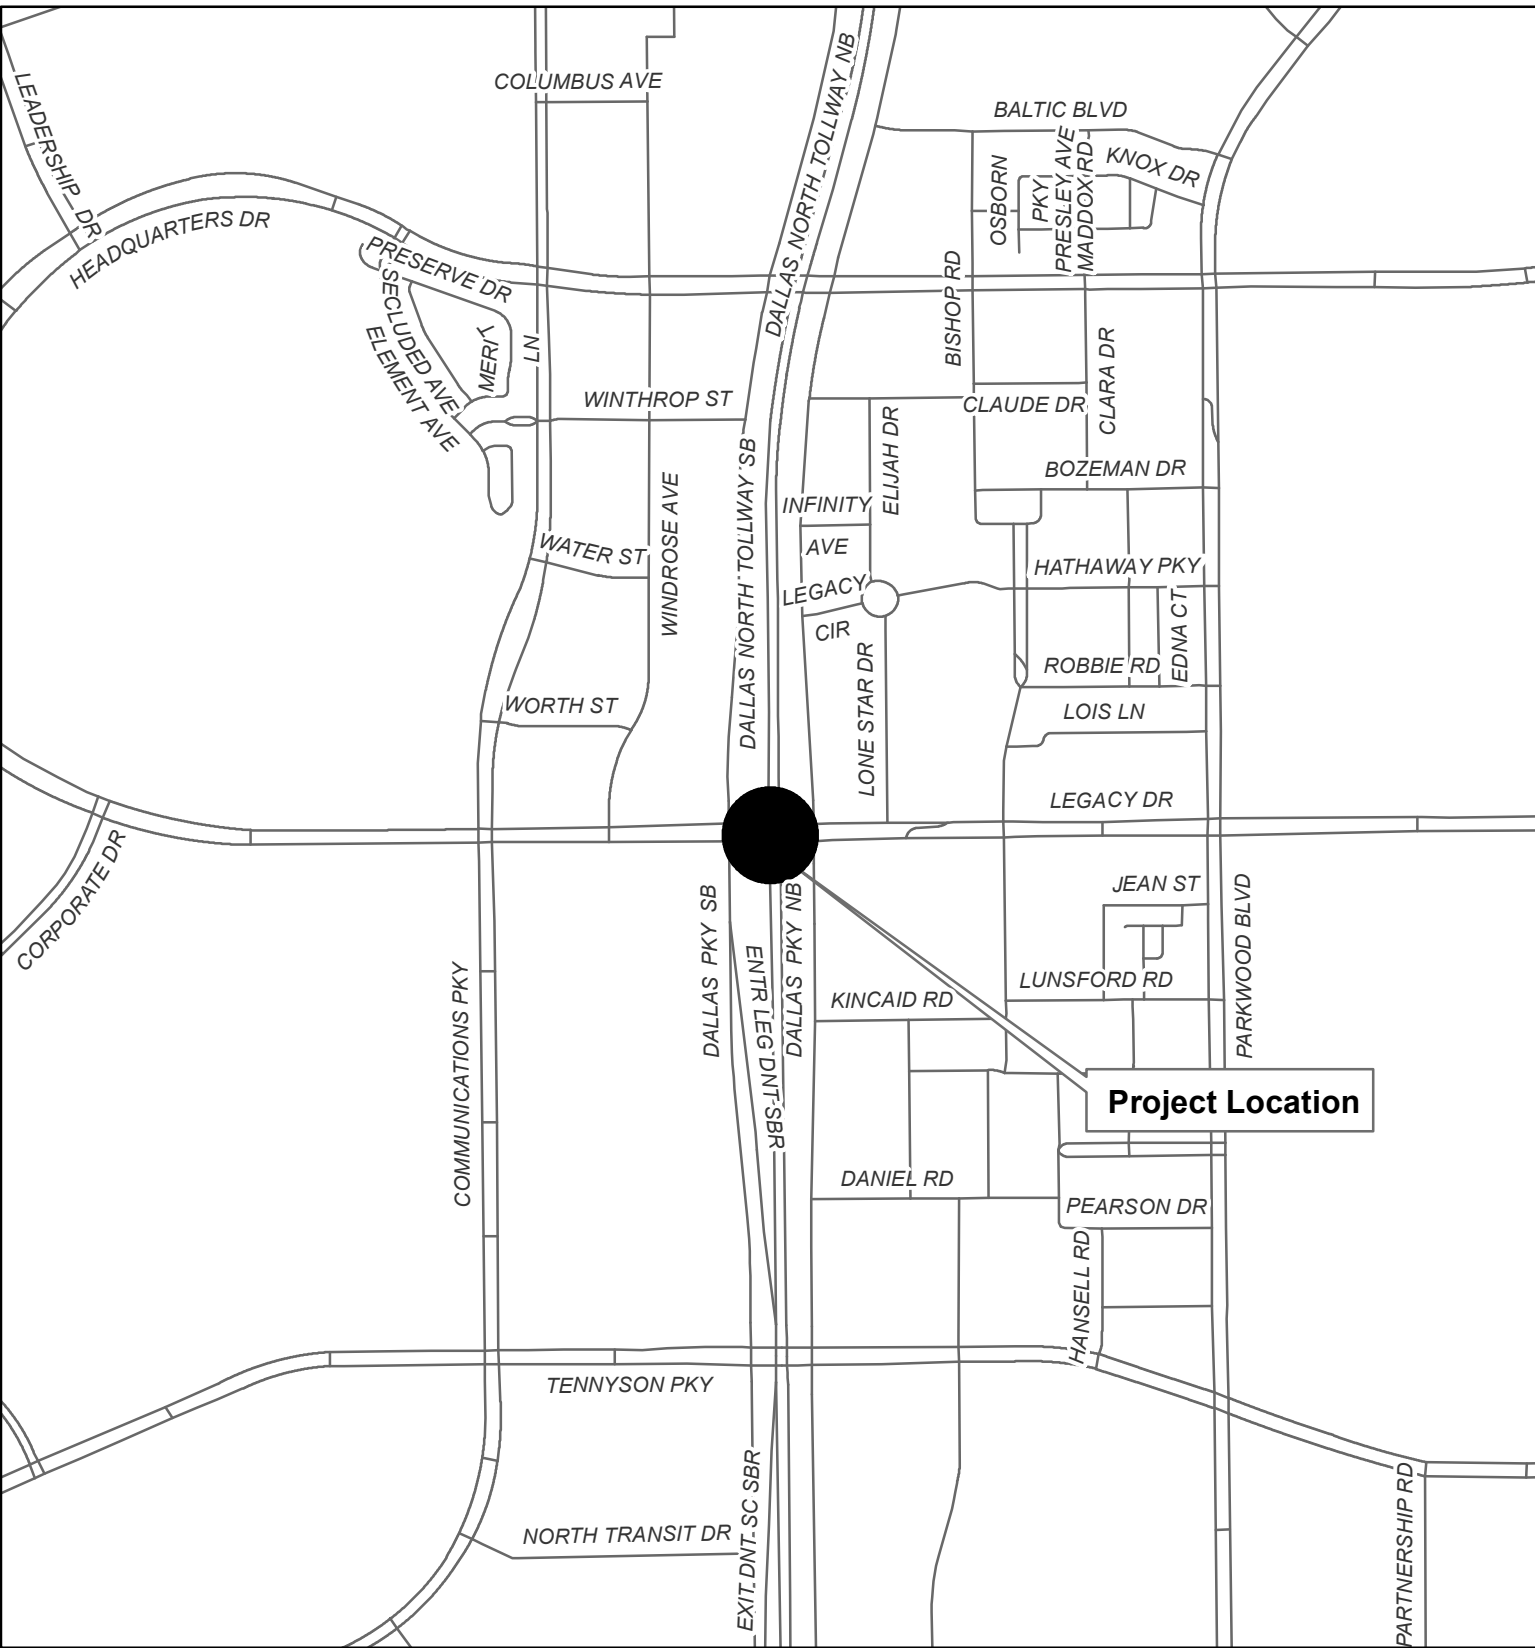 DALLAS NORTH TOLLWAY NB
COLUMBUS AVE
LEADERSHIP DR
BALTIC BLVD
KNOX DR
OSBORN
PKY
PRESLEY AVE
MADDOX RD
HEADQUARTERS DR
PRESERVE DR
SECLUDED AVE
ELEMENT AVE
MERIT
LN
BISHOP RD
CLARA DR
WINTHROP ST
CLAUDE DR
ELIJAH DR
DALLAS NORTH TOLLWAY SB
WINDROSE AVE
BOZEMAN DR
INFINITY
AVE
WATER ST
HATHAWAY PKY
LEGACY
CIR
EDNA CT
ROBBIE RD
LONE STAR DR
WORTH ST
LOIS LN
LEGACY DR
CORPORATE DR
JEAN ST
DALLAS PKY SB
DALLAS PKY NB
ENTR LEG DNT-SBR
PARKWOOD BLVD
LUNSFORD RD
KINCAID RD
COMMUNICATIONS PKY
Project Location
DANIEL RD
PEARSON DR
HANSELL RD
TENNYSON PKY
EXIT DNT-SC SBR
NORTH TRANSIT DR
PARTNERSHIP RD